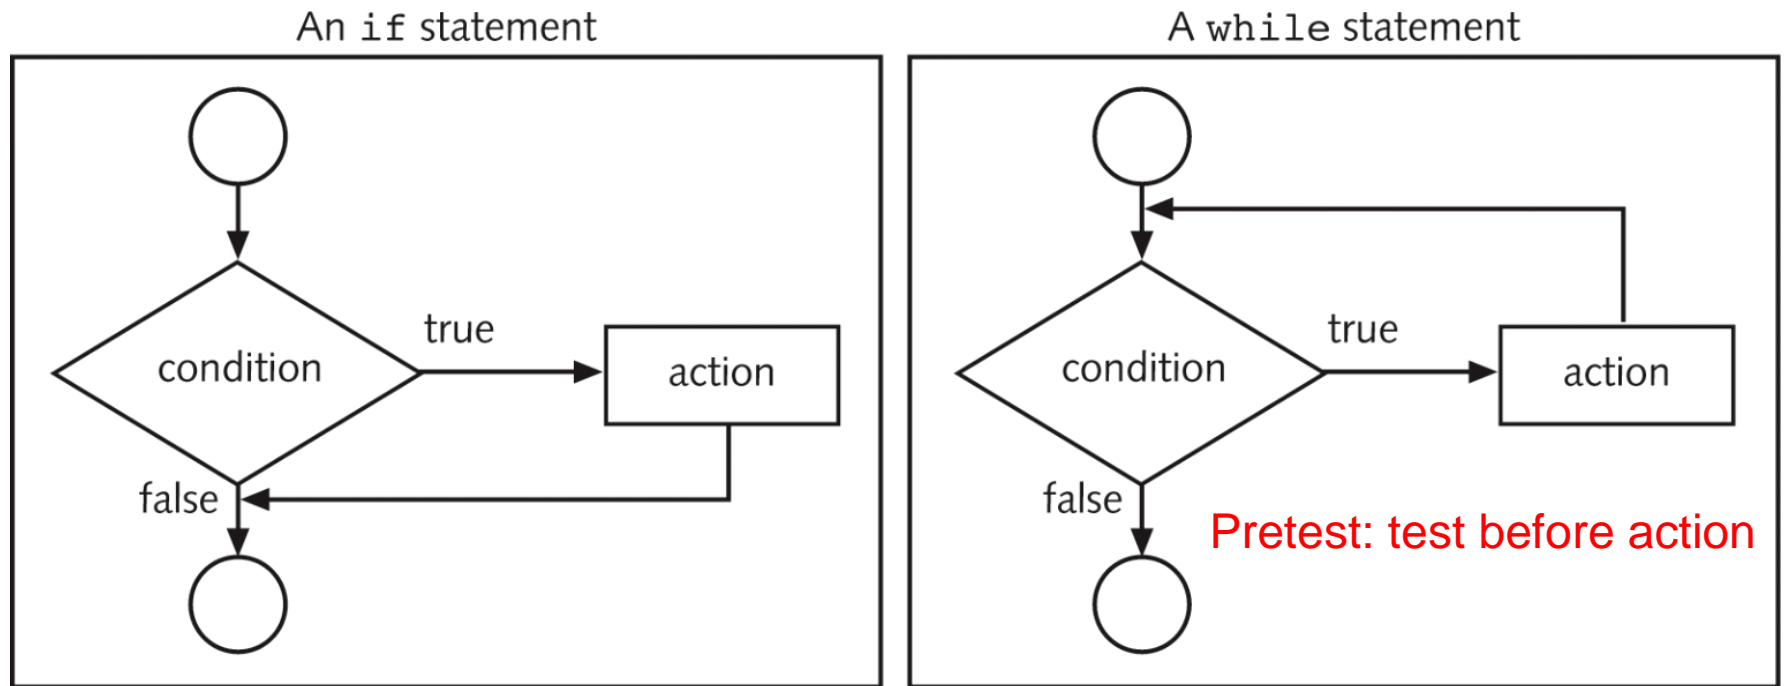 An if statement
condition
true
action
false
A while statement
condition
true
action
false
Pretest: test before action